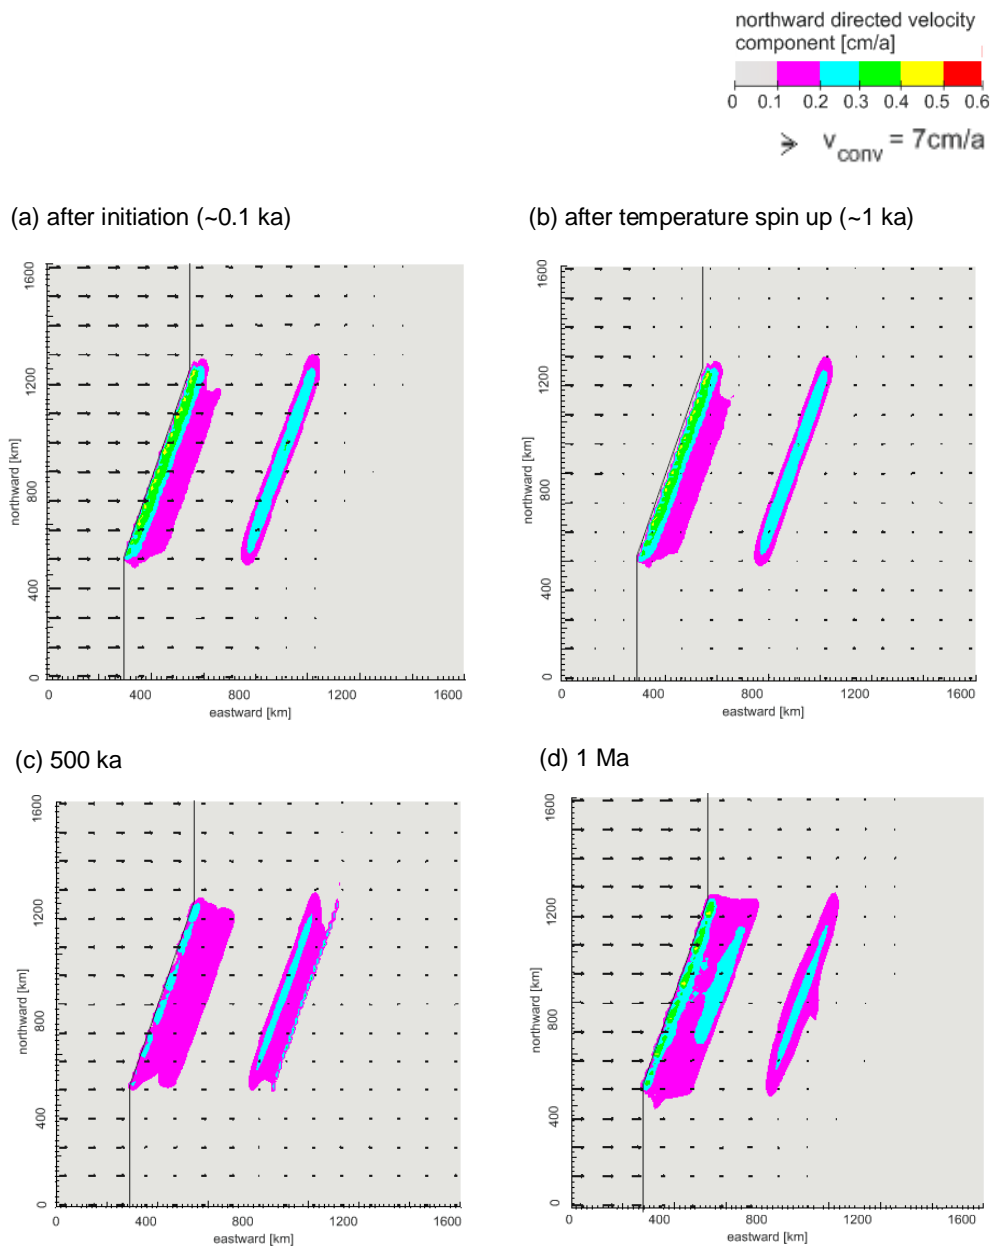 northward directed velocity
component [cm/a]
0 0.1 0.2 0.3 0.4 0.5 0.6
v_conv = 7cm/a
(a) after initiation (~0.1 ka)
(b) after temperature spin up (~1 ka)
1600
1200
800
400
0
northward [km]
0 400 800 1200 1600
eastward [km]
1600
1200
800
400
0
northward [km]
0 400 800 1200 1600
eastward [km]
(c) 500 ka
(d) 1 Ma
1600
1200
800
400
0
northward [km]
0 400 800 1200 1600
eastward [km]
1600
1200
800
400
0
northward [km]
0 400 800 1200 1600
eastward [km]